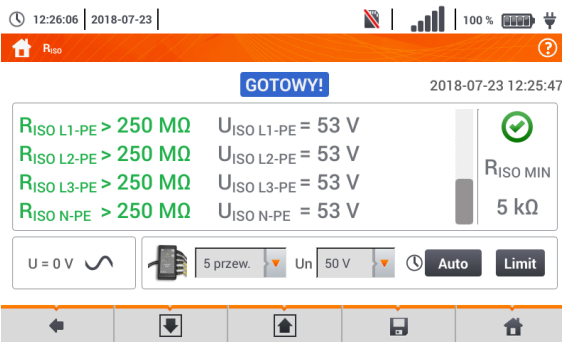 12:26:06 2018-07-23 100 %
RISO ?
GOTOWY! 2018-07-23 12:25:47
RISO L1-PE > 250 MΩ UISO L1-PE = 53 V
RISO L2-PE > 250 MΩ UISO L2-PE = 53 V
RISO L3-PE > 250 MΩ UISO L3-PE = 53 V
RISO N-PE > 250 MΩ UISO N-PE = 53 V
RISO MIN
5 kΩ
U = 0 V 5 przew. Un 50 V Auto Limit